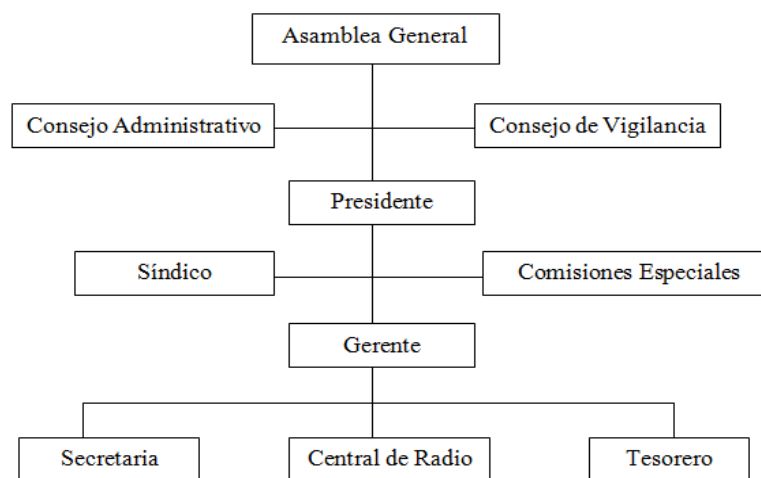 Asamblea General
Consejo Administrativo
Consejo de Vigilancia
Presidente
Síndico
Comisiones Especiales
Gerente
Secretaria
Central de Radio
Tesorero